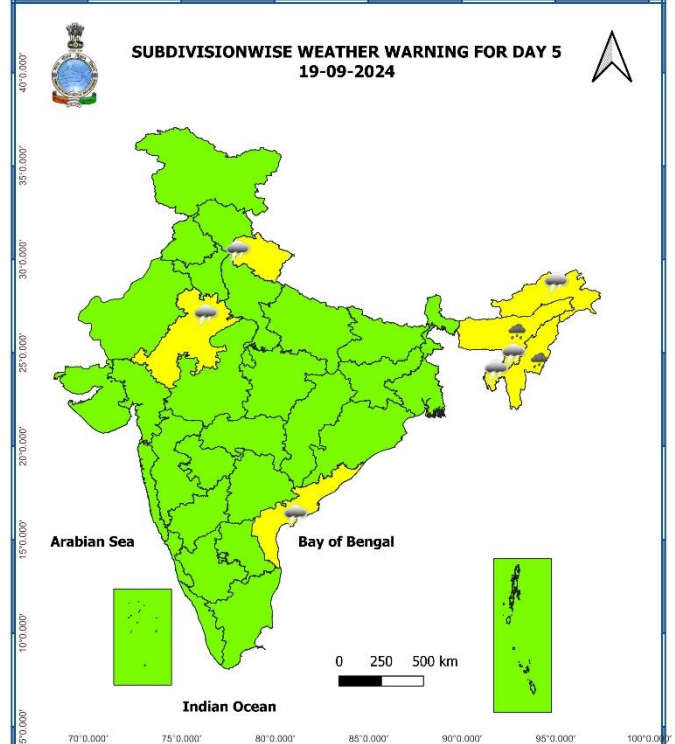 SUBDIVISIONWISE WEATHER WARNING FOR DAY 5
19-09-2024
40°0.000'
35°0.000'
30°0.000'
25°0.000'
20°0.000'
15°0.000'
10°0.000'
5°0.000'
Arabian Sea
Bay of Bengal
0 250 500 km
Indian Ocean
70°0.000' 75°0.000' 80°0.000' 85°0.000' 90°0.000' 95°0.000' 100°0.000'